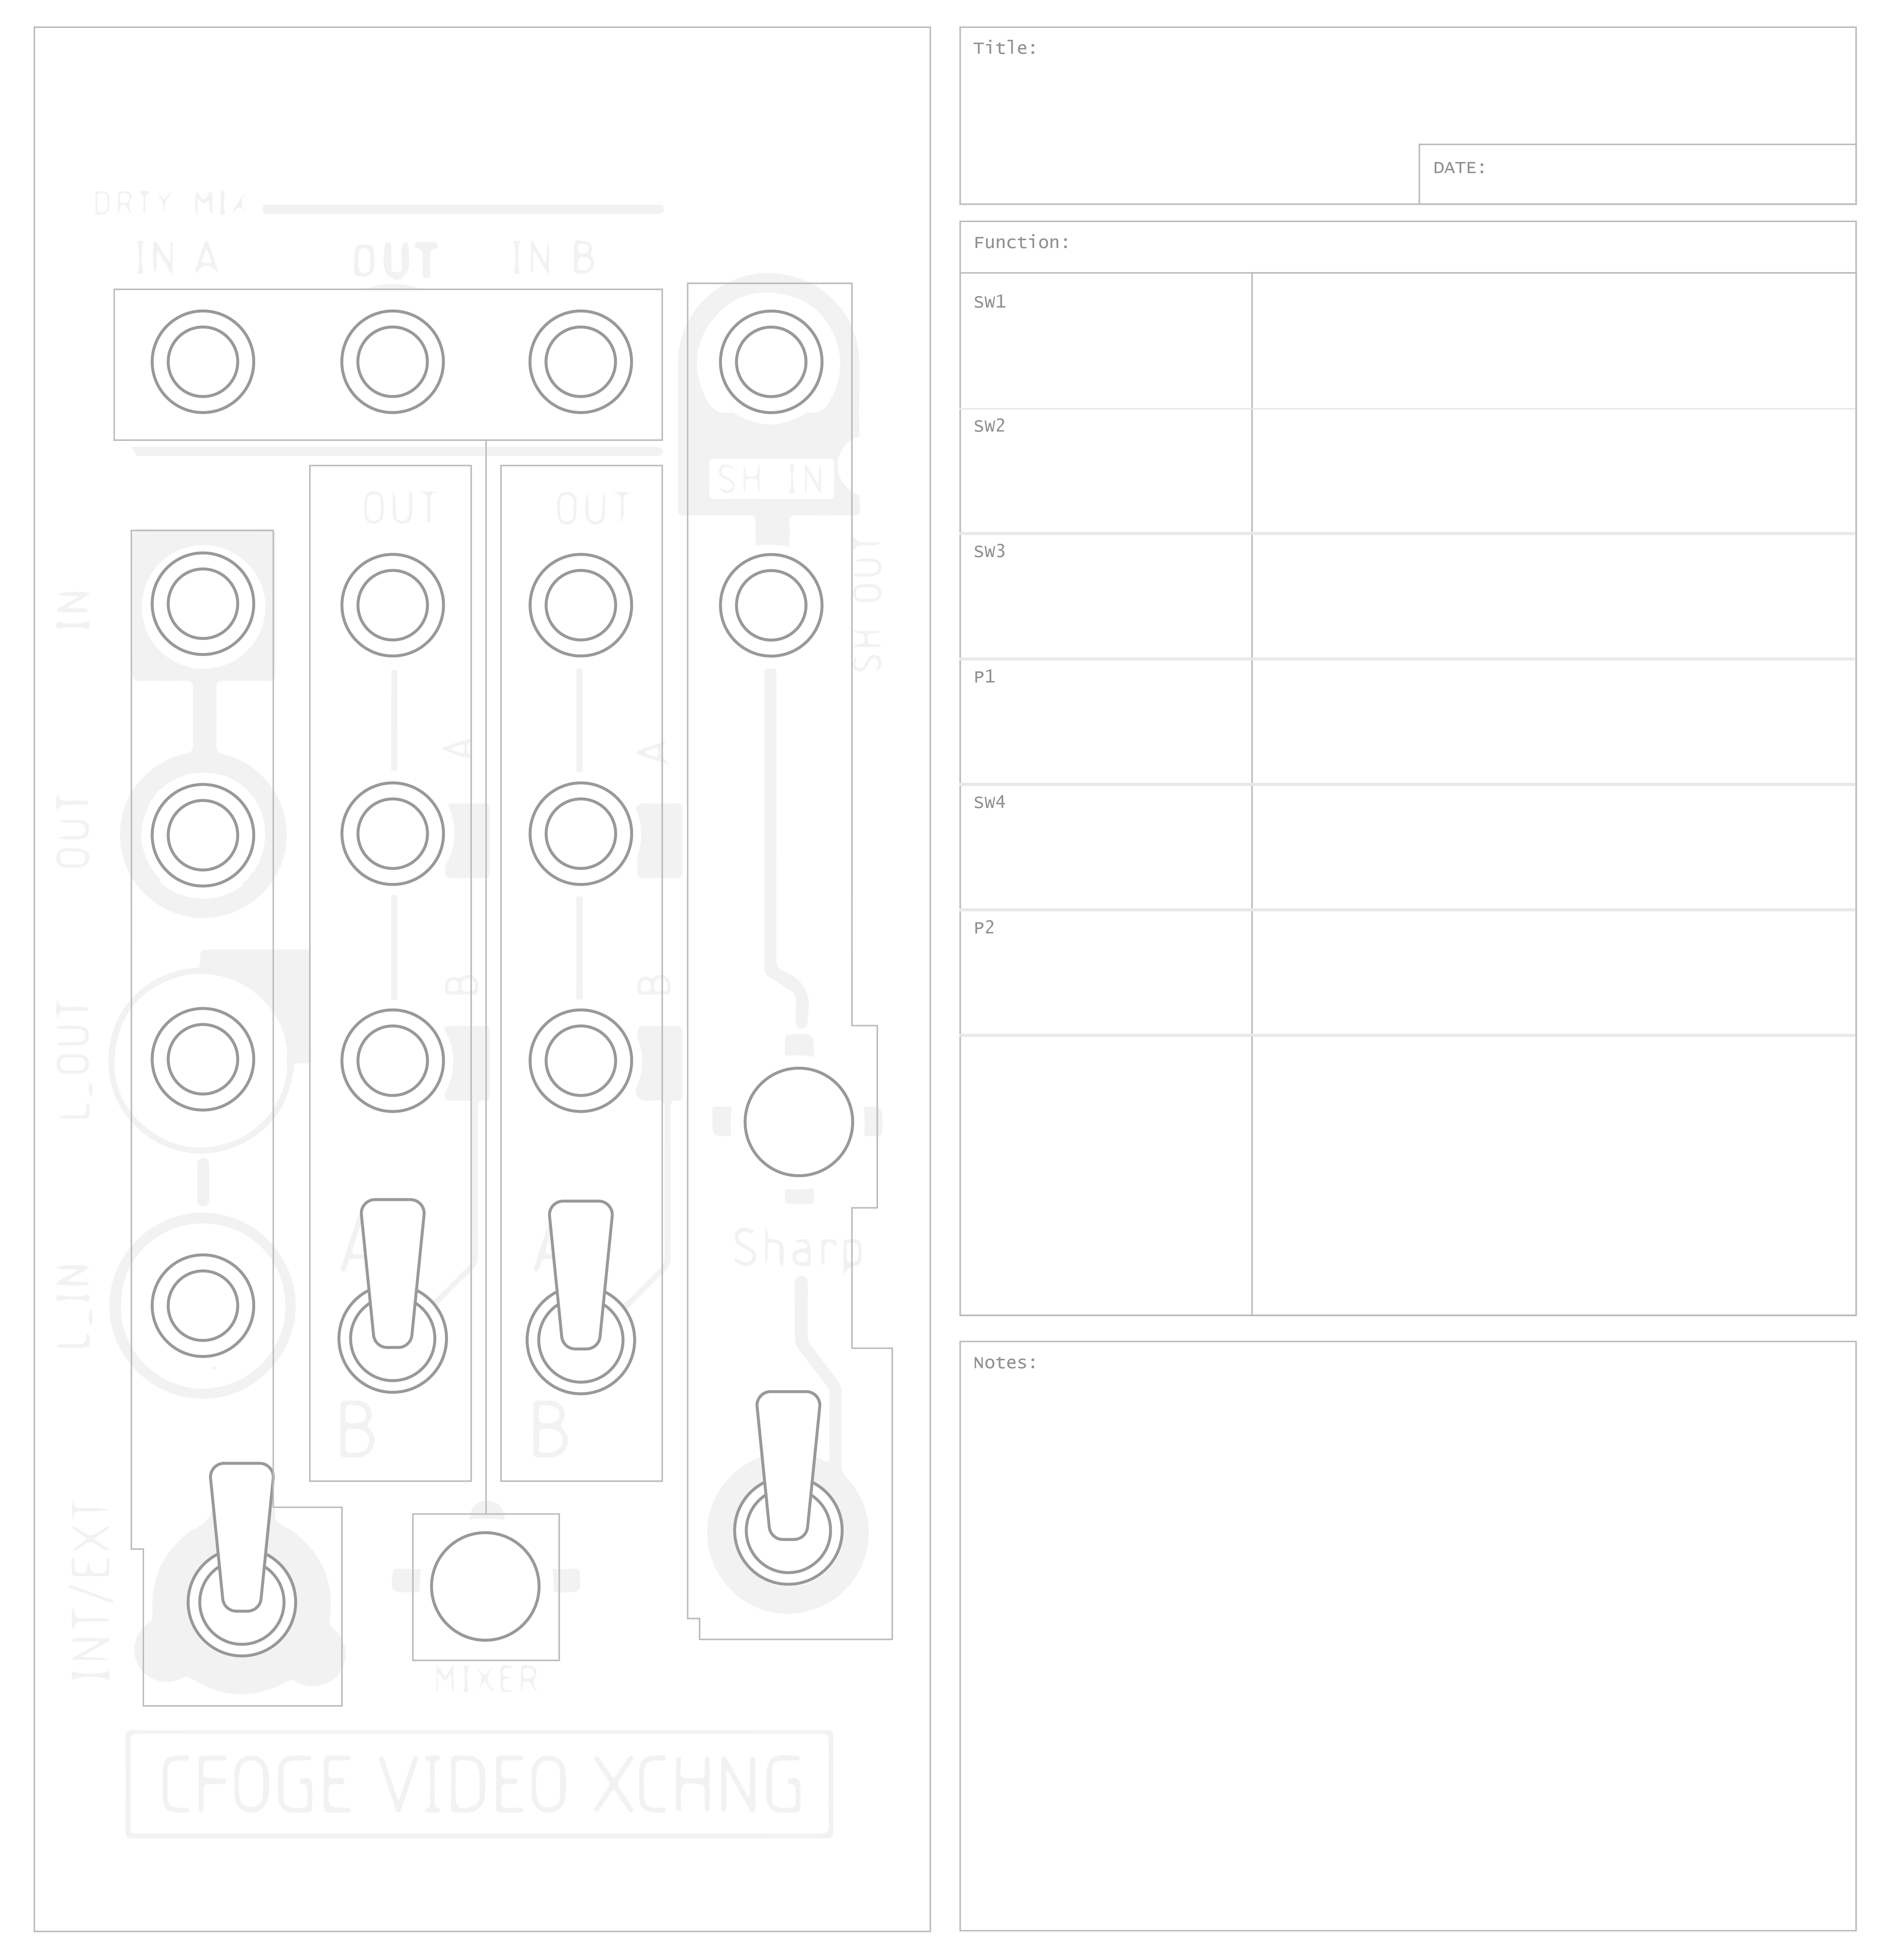 DRTY MIX
IN A
OUT
IN B
SH IN
OUT
OUT
SH OUT
IN
A
A
OUT
B
B
L_OUT
Sharp
A
A
L_IN
B
B
INT/EXT
MIXER
CFOGE VIDEO XCHNG
Title:
DATE:
Function:
SW1
SW2
SW3
P1
SW4
P2
Notes: